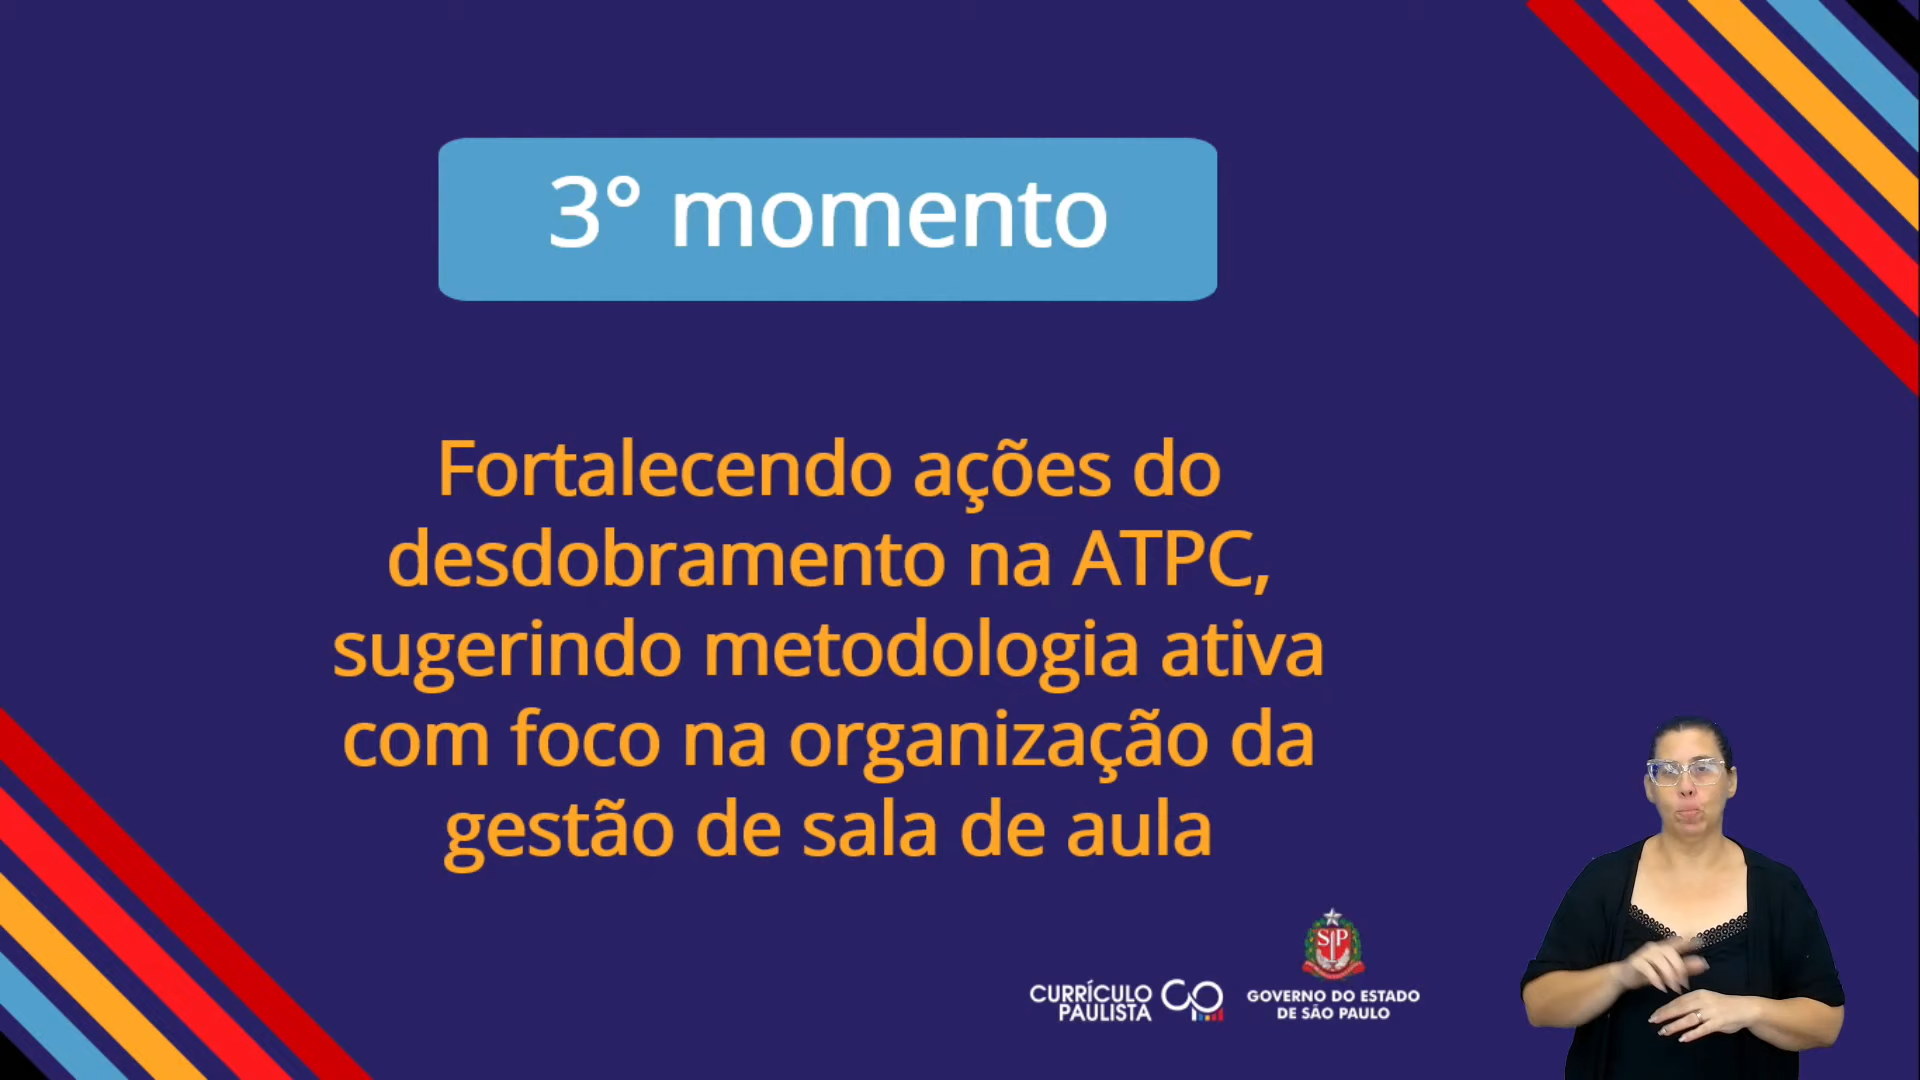 3° momento
Fortalecendo ações do
desdobramento na ATPC,
sugerindo metodologia ativa
com foco na organização da
gestão de sala de aula
CURRÍCULO
PAULISTA
SP
GOVERNO DO ESTADO
DE SÃO PAULO